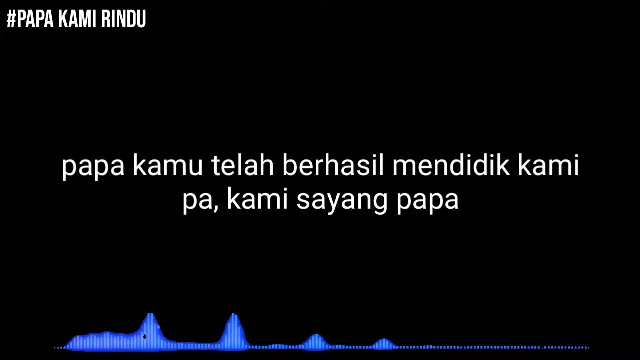 #PAPA KAMI RINDU
papa kamu telah berhasil mendidik kami
pa, kami sayang papa